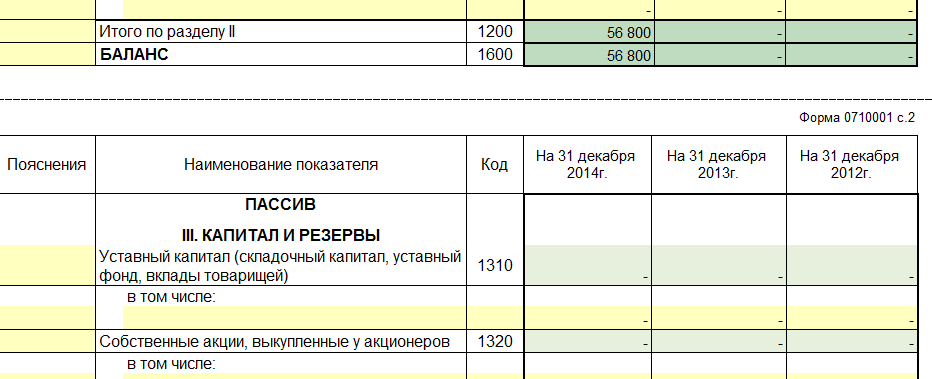 - - -
Итого по разделу II 1200 56 800 - -
БАЛАНС 1600 56 800 - -
Форма 0710001 с.2
Пояснения Наименование показателя Код На 31 декабря 2014г. На 31 декабря 2013г. На 31 декабря 2012г.
ПАССИВ
III. КАПИТАЛ И РЕЗЕРВЫ
Уставный капитал (складочный капитал, уставный
фонд, вклады товарищей) 1310 - - -
в том числе:
- - -
Собственные акции, выкупленные у акционеров 1320 - - -
в том числе: